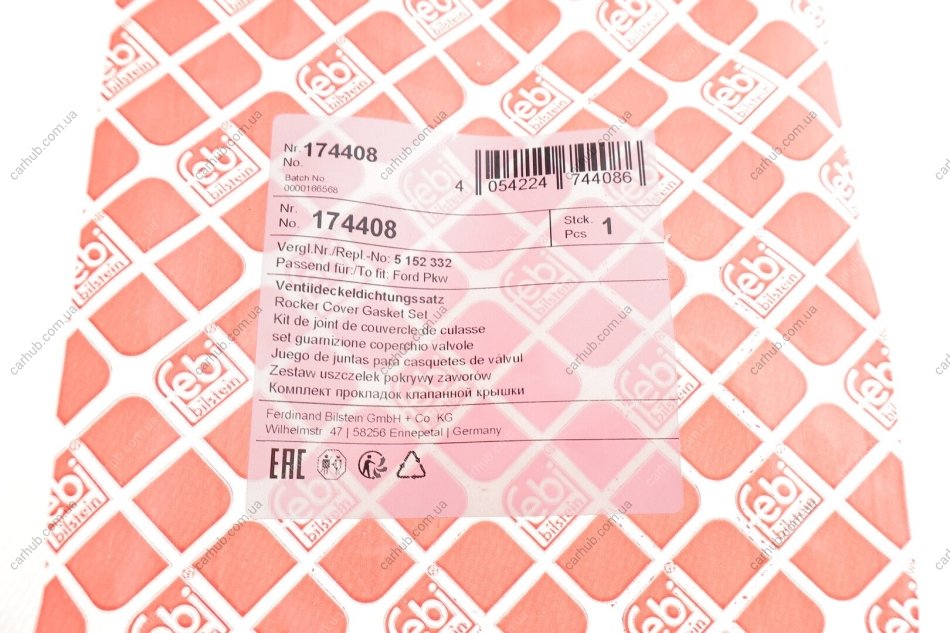 Nr. 174408
No.
Batch No
0000166568
4 054224 744086
Nr.
No. 174408
Stck.
Pcs 1
Vergl.Nr./Repl.-No: 5 152 332
Passend für:/To fit: Ford Pkw
Ventildeckeldichtungssatz
Rocker Cover Gasket Set
Kit de joint de couvercle de culasse
set guarnizione coperchio valvole
Juego de juntas para casquetes de válvul
Zestaw uszczelek pokrywy zaworów
Комплект прокладок клапанной крышки
Ferdinand Bilstein GmbH + Co. KG
Wilhelmstr. 47 | 58256 Ennepetal | Germany
EAC
febi
bilstein
carhub.com.ua